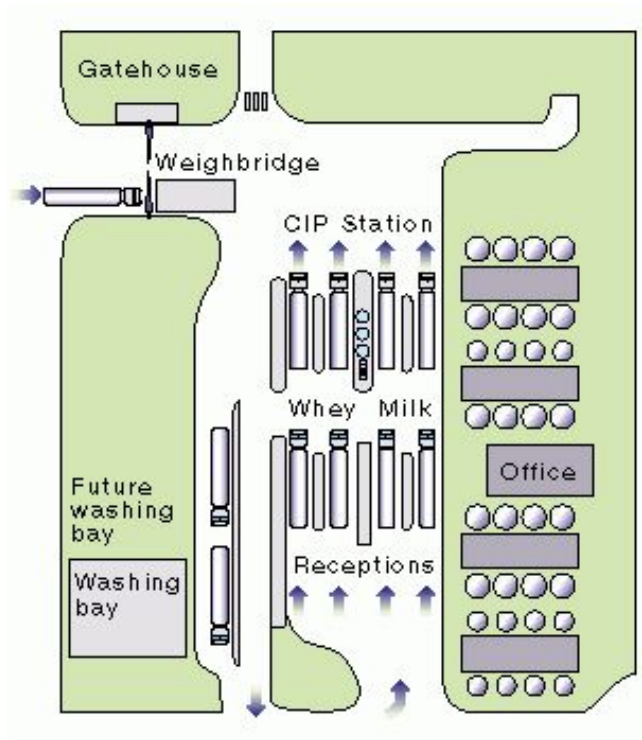 Gatehouse
Weighbridge
CIP Station
Whey Milk
Office
Future
washing
bay
Receptions
Washing
bay